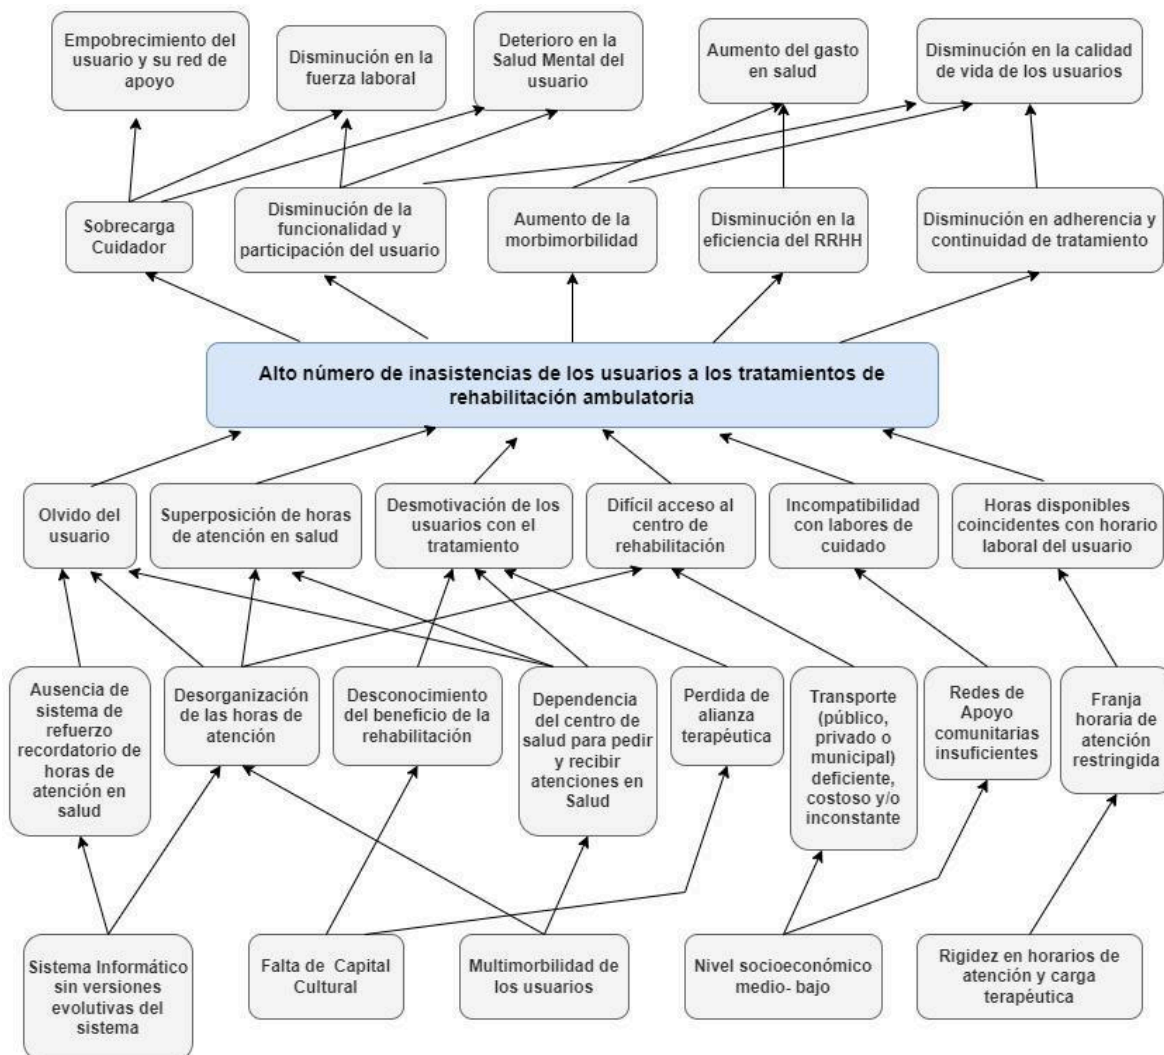 Empobrecimiento del
usuario y su red de
apoyo
Disminución en la
fuerza laboral
Deterioro en la
Salud Mental del
usuario
Aumento del gasto
en salud
Disminución en la calidad
de vida de los usuarios
Sobrecarga
Cuidador
Disminución de la
funcionalidad y
participación del usuario
Aumento de la
morbimorbilidad
Disminución en la
eficiencia del RRHH
Disminución en adherencia y
continuidad de tratamiento
Alto número de inasistencias de los usuarios a los tratamientos de
rehabilitación ambulatoria
Olvido del
usuario
Superposición de horas
de atención en salud
Desmotivación de los
usuarios con el
tratamiento
Difícil acceso al
centro de
rehabilitación
Incompatibilidad
con labores de
cuidado
Horas disponibles
coincidentes con horario
laboral del usuario
Ausencia de
sistema de
refuerzo
recordatorio de
horas de
atención en
salud
Desorganización
de las horas de
atención
Desconocimiento
del beneficio de la
rehabilitación
Dependencia
del centro de
salud para pedir
y recibir
atenciones en
Salud
Perdida de
alianza
terapéutica
Transporte
(público,
privado o
municipal)
deficiente,
costoso y/o
inconstante
Redes de
Apoyo
comunitarias
insuficientes
Franja
horaria de
atención
restringida
Sistema Informático
sin versiones
evolutivas del
sistema
Falta de Capital
Cultural
Multimorbilidad de
los usuarios
Nivel socioeconómico
medio- bajo
Rigidez en horarios de
atención y carga
terapéutica